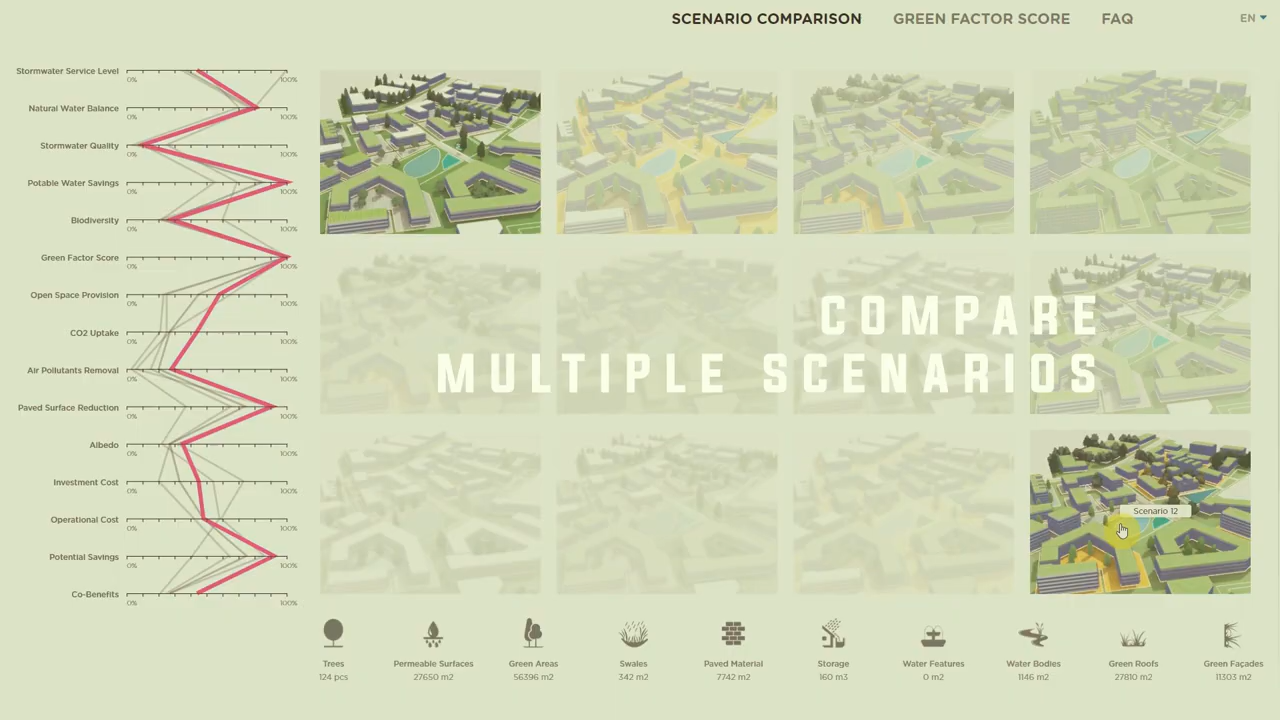 SCENARIO COMPARISON
GREEN FACTOR SCORE
FAQ
EN
Stormwater Service Level
0%
100%
Natural Water Balance
0%
100%
Stormwater Quality
0%
100%
Potable Water Savings
0%
100%
Biodiversity
0%
100%
Green Factor Score
0%
100%
Open Space Provision
0%
100%
CO2 Uptake
0%
100%
Air Pollutants Removal
0%
100%
Paved Surface Reduction
0%
100%
Albedo
0%
100%
Investment Cost
0%
100%
Operational Cost
0%
100%
Potential Savings
0%
100%
Co-Benefits
0%
100%
COMPARE
MULTIPLE SCENARIOS
Scenario 12
Trees
124 pcs
Permeable Surfaces
27650 m2
Green Areas
56396 m2
Swales
342 m2
Paved Material
7742 m2
Storage
160 m3
Water Features
0 m2
Water Bodies
1146 m2
Green Roofs
27810 m2
Green Façades
11303 m2